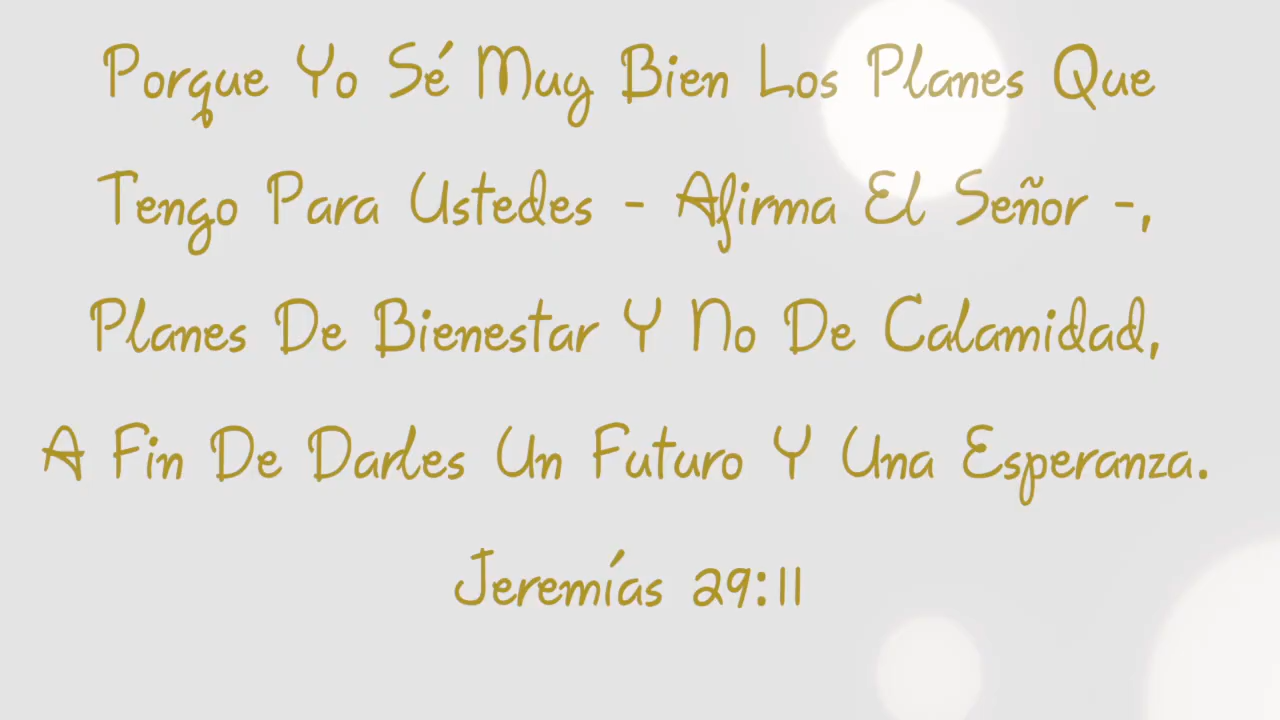 Porque Yo Sé Muy Bien Los Planes Que
Tengo Para Ustedes - Afirma El Señor -,
Planes De Bienestar Y No De Calamidad,
A Fin De Darles Un Futuro Y Una Esperanza.
Jeremías 29:11